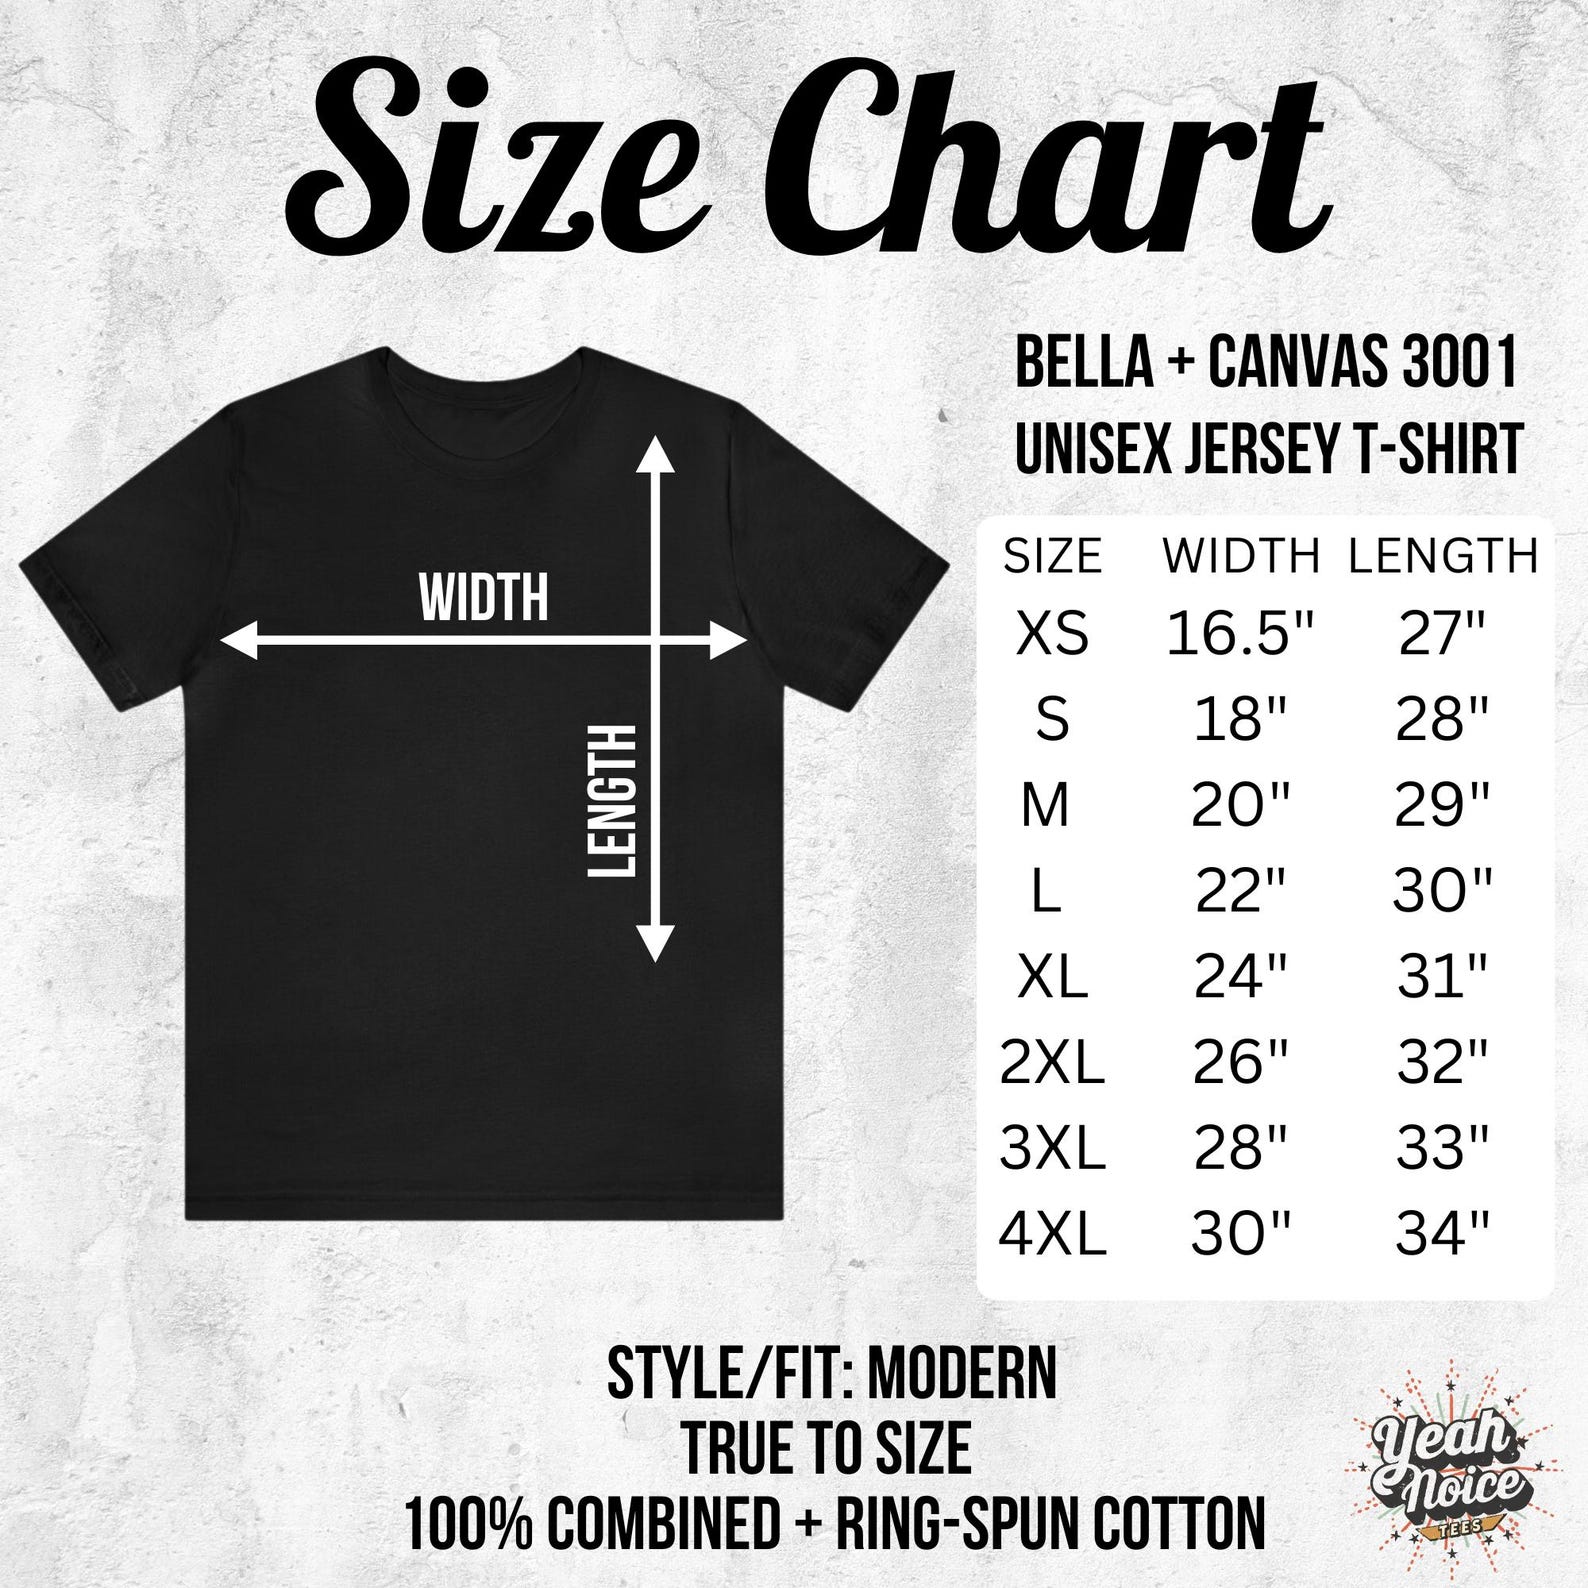 Size Chart
BELLA + CANVAS 3001
UNISEX JERSEY T-SHIRT
WIDTH
LENGTH
SIZE WIDTH LENGTH
XS 16.5" 27"
S 18" 28"
M 20" 29"
L 22" 30"
XL 24" 31"
2XL 26" 32"
3XL 28" 33"
4XL 30" 34"
STYLE/FIT: MODERN
TRUE TO SIZE
100% COMBINED + RING-SPUN COTTON
Yeah
Noice
TEES